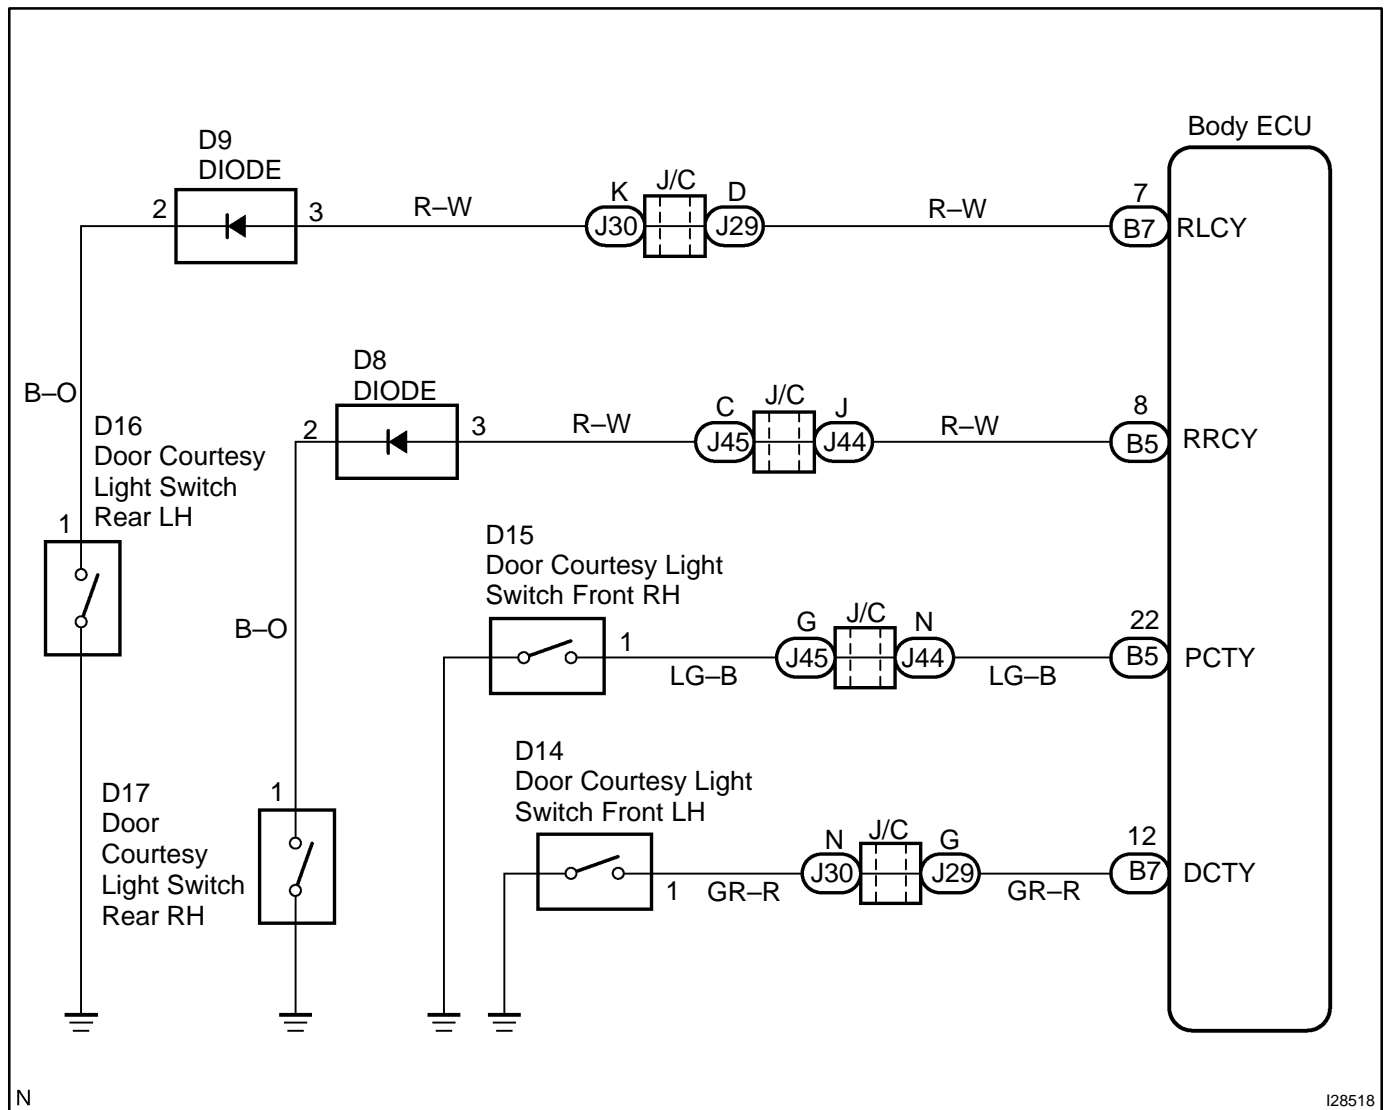 Body ECU
D9
DIODE
2
3
R–W
K
J/C
D
J30
J29
R–W
7
B7
RLCY
B–O
D8
DIODE
2
3
R–W
C
J/C
J
J45
J44
R–W
8
B5
RRCY
D16
Door Courtesy
Light Switch
Rear LH
1
D15
Door Courtesy Light
Switch Front RH
1
LG–B
G
J/C
N
J45
J44
LG–B
22
B5
PCTY
B–O
D14
Door Courtesy Light
Switch Front LH
1
GR–R
N
J/C
G
J30
J29
GR–R
12
B7
DCTY
D17
Door
Courtesy
Light Switch
Rear RH
1
N
I28518